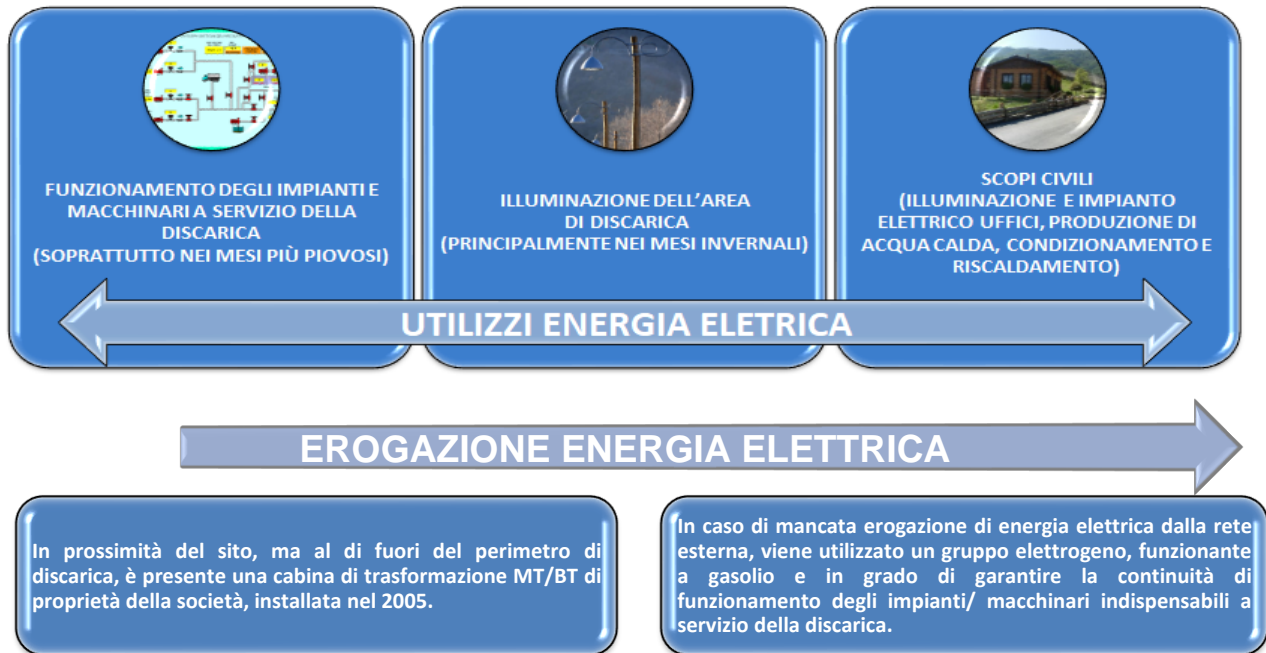 FUNZIONAMENTO DEGLI IMPIANTI E
MACCHINARI A SERVIZIO DELLA
DISCARICA
(SOPRATTUTTO NEI MESI PIÙ PIOVOSI)
ILLUMINAZIONE DELL'AREA
DI DISCARICA
(PRINCIPALMENTE NEI MESI INVERNALI)
SCOPI CIVILI
(ILLUMINAZIONE E IMPIANTO
ELETTRICO UFFICI, PRODUZIONE DI
ACQUA CALDA, CONDIZIONAMENTO E
RISCALDAMENTO)
UTILIZZI ENERGIA ELETRICA
EROGAZIONE ENERGIA ELETTRICA
In prossimità del sito, ma al di fuori del perimetro di
discarica, è presente una cabina di trasformazione MT/BT di
proprietà della società, installata nel 2005.
In caso di mancata erogazione di energia elettrica dalla rete
esterna, viene utilizzato un gruppo elettrogeno, funzionante
a gasolio e in grado di garantire la continuità di
funzionamento degli impianti/ macchinari indispensabili a
servizio della discarica.